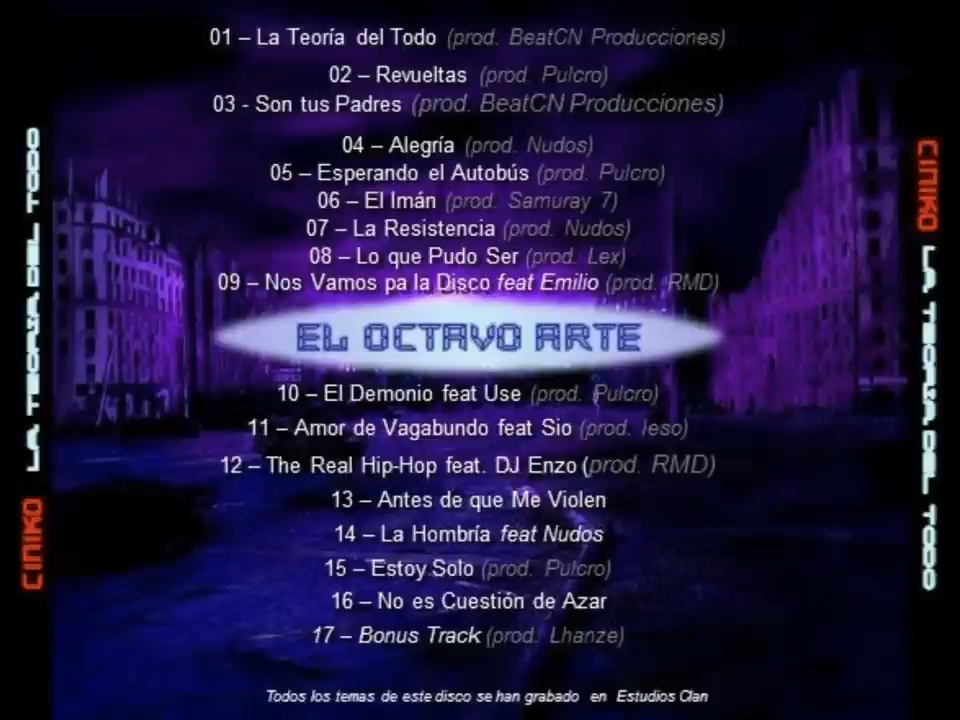 01 – La Teoría del Todo (prod. BeatCN Producciones)
02 – Revueltas (prod. Pulcro)
03 - Son tus Padres (prod. BeatCN Producciones)
04 – Alegría (prod. Nudos)
05 – Esperando el Autobús (prod. Pulcro)
06 – El Imán (prod. Samuray 7)
07 – La Resistencia (prod. Nudos)
08 – Lo que Pudo Ser (prod. Lex)
09 – Nos Vamos pa la Disco feat Emilio (prod. RMD)
EL OCTAVO ARTE
10 – El Demonio feat Use (prod. Pulcro)
11 – Amor de Vagabundo feat Sio (prod. Ieso)
12 – The Real Hip-Hop feat. DJ Enzo (prod. RMD)
13 – Antes de que Me Violen
14 – La Hombría feat Nudos
15 – Estoy Solo (prod. Pulcro)
16 – No es Cuestión de Azar
17 – Bonus Track (prod. Lhanze)
Todos los temas de este disco se han grabado en Estudios Clan
CINIKO LA TEORIA DEL TODO
CINIKO LA TEORIA DEL TODO